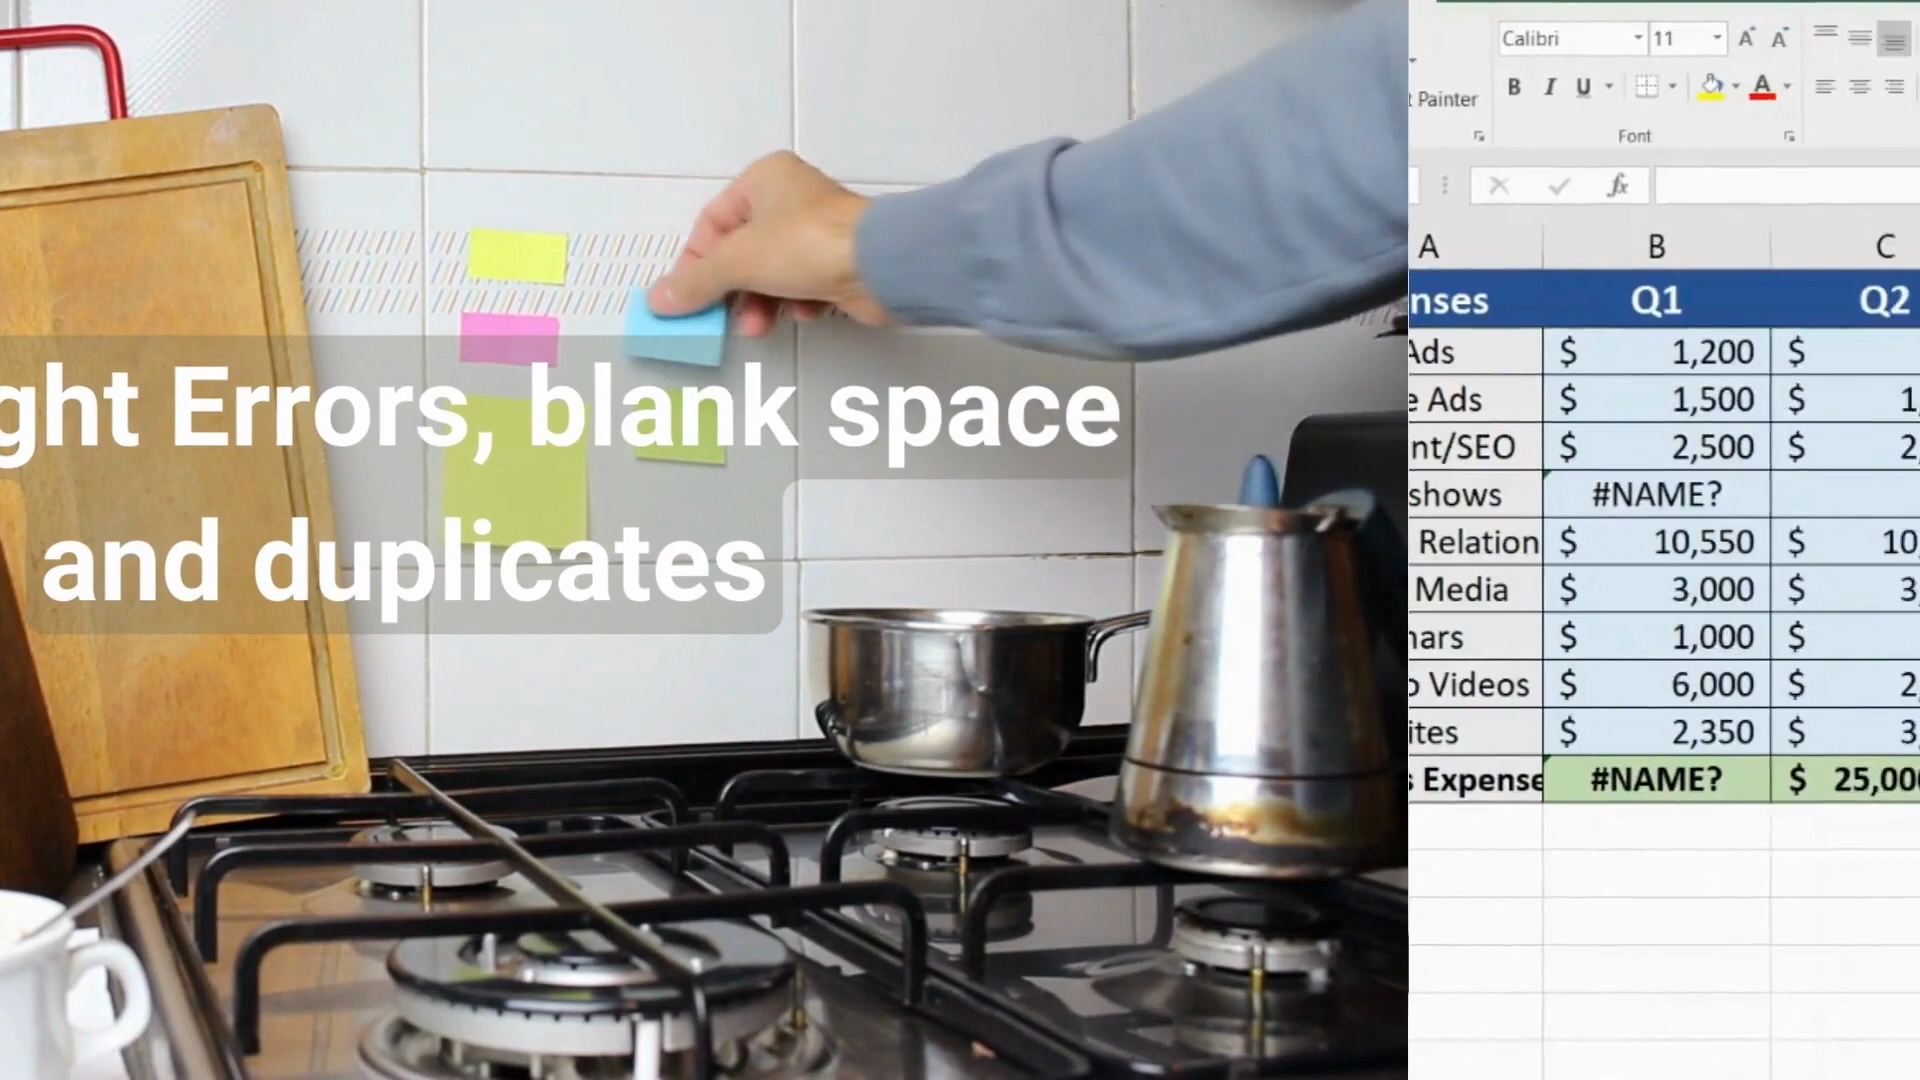 ght Errors, blank space
and duplicates
Calibri 11 A A
t Painter B I U A
Font
fx
A B C
nses Q1 Q2
Ads $ 1,200 $
e Ads $ 1,500 $ 1,
nt/SEO $ 2,500 $ 2,
shows #NAME?
Relation $ 10,550 $ 10,
Media $ 3,000 $ 3,
nars $ 1,000 $
o Videos $ 6,000 $ 2,
ites $ 2,350 $ 3,
s Expense #NAME? $ 25,000